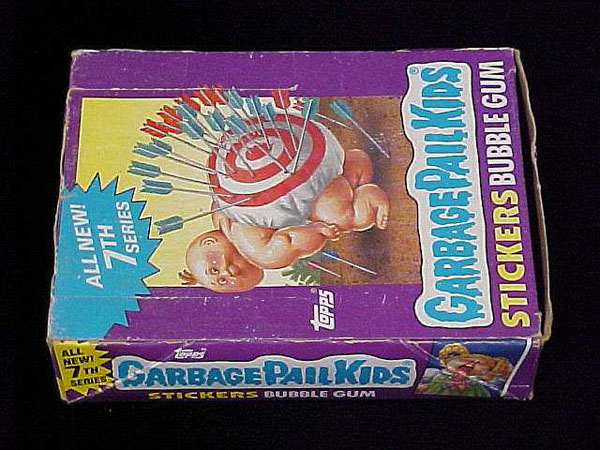 ALL NEW!
7TH
SERIES
TOPPS
GARBAGE PAIL KIDS®
STICKERS BUBBLE GUM
ALL
NEW!
7TH
SERIES
TOPPS
GARBAGE PAIL KIDS
STICKERS BUBBLE GUM